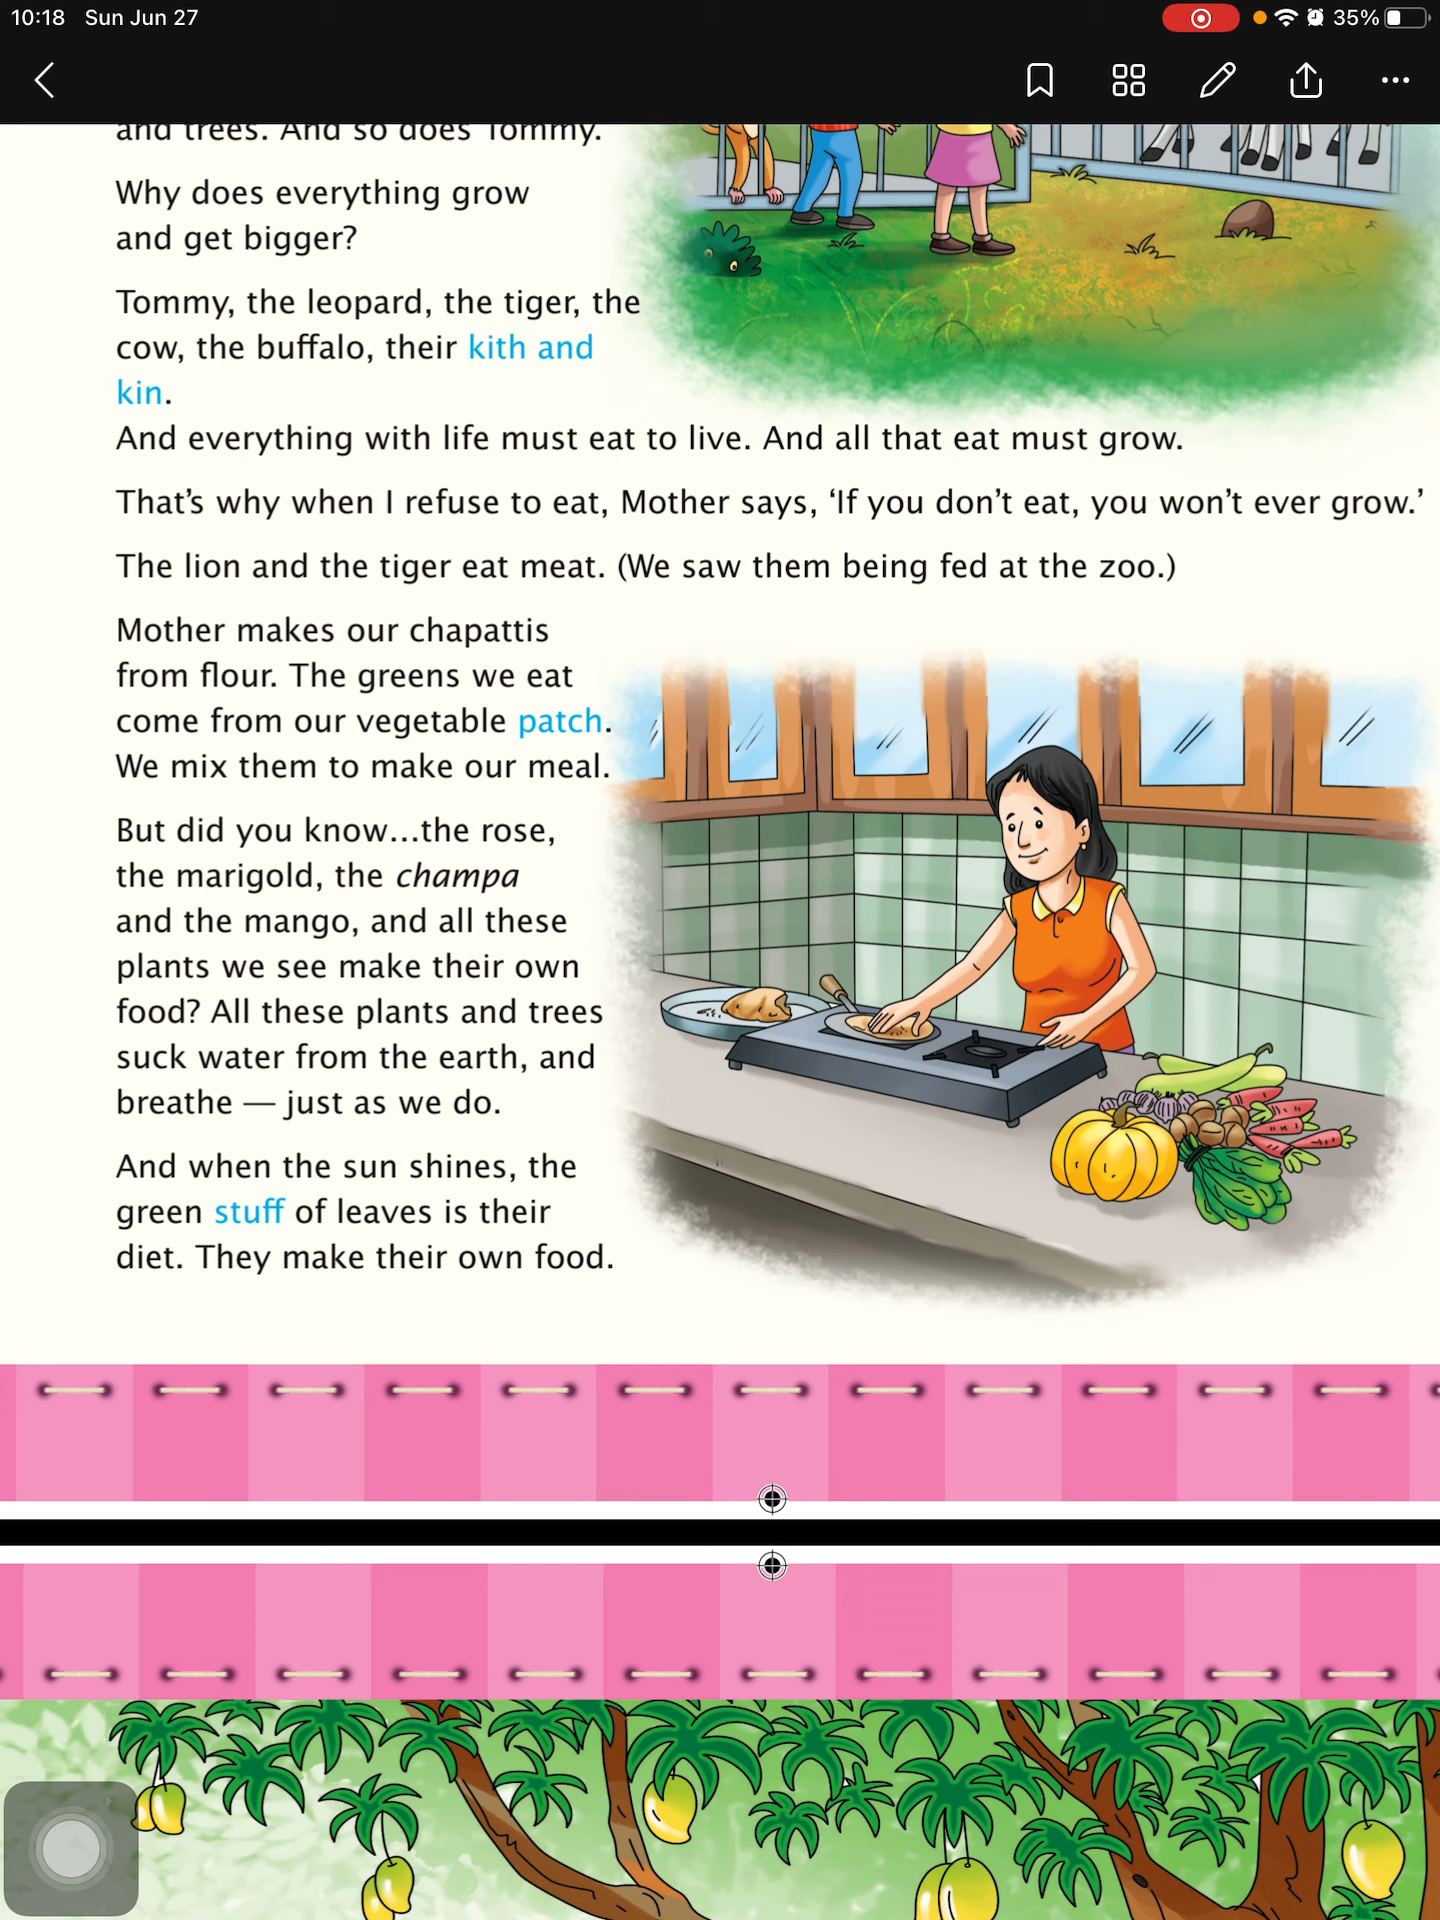 10:18 Sun Jun 27
35%
and trees. And so does Tommy.
Why does everything grow
and get bigger?
Tommy, the leopard, the tiger, the
cow, the buffalo, their kith and
kin.
And everything with life must eat to live. And all that eat must grow.
That’s why when I refuse to eat, Mother says, ‘If you don’t eat, you won’t ever grow.’
The lion and the tiger eat meat. (We saw them being fed at the zoo.)
Mother makes our chapattis
from flour. The greens we eat
come from our vegetable patch.
We mix them to make our meal.
But did you know...the rose,
the marigold, the champa
and the mango, and all these
plants we see make their own
food? All these plants and trees
suck water from the earth, and
breathe — just as we do.
And when the sun shines, the
green stuff of leaves is their
diet. They make their own food.